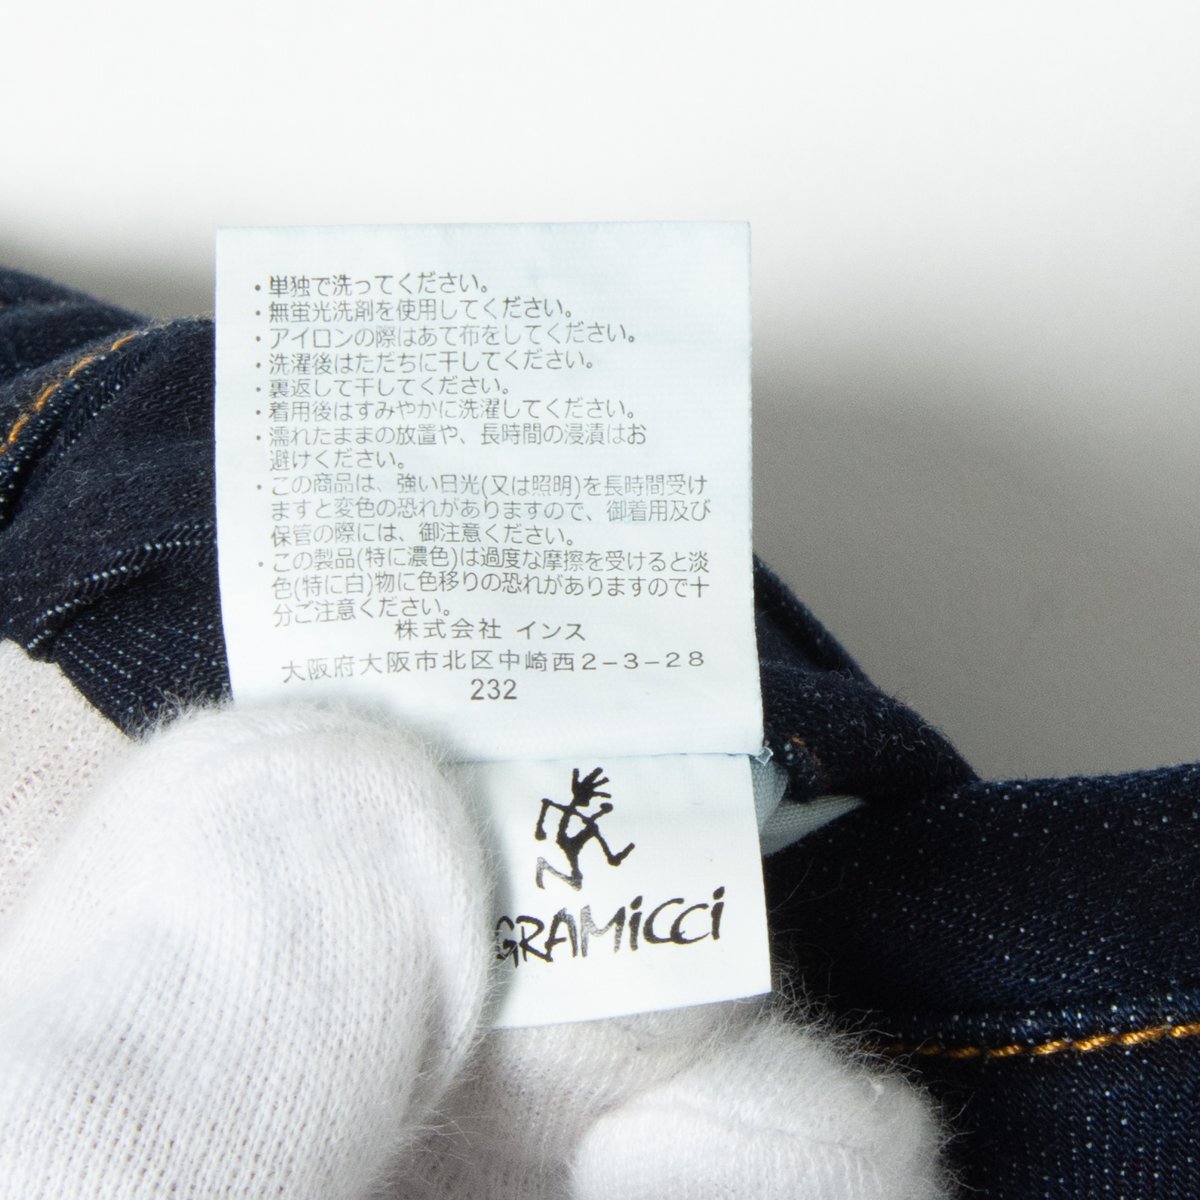 ・単独で洗ってください。
・無蛍光洗剤を使用してください。
・アイロンの際はあて布をしてください。
・洗濯後はただちに干してください。
・裏返して干してください。
・着用後はすみやかに洗濯してください。
・濡れたままの放置や、長時間の浸漬はお
避けください。
・この商品は、強い日光(又は照明)を長時間受け
ますと変色の恐れがありますので、御着用及び
保管の際には、御注意ください。
・この製品(特に濃色)は過度な摩擦を受けると淡
色(特に白)物に色移りの恐れがありますので十
分ご注意ください。
株式会社 インス
大阪府大阪市北区中崎西2-3-28
232
GRAMiCCi